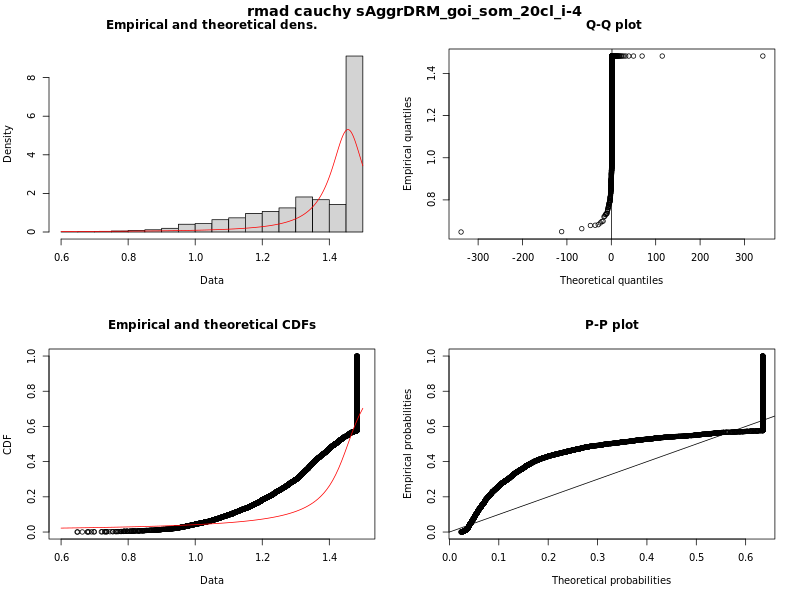 rmad cauchy sAggrDRM_goi_som_20cl_i-4
Empirical and theoretical dens.
Density
0 2 4 6 8
0.6 0.8 1.0 1.2 1.4
Data
Q-Q plot
Empirical quantiles
0.8 1.0 1.2 1.4
-300 -200 -100 0 100 200 300
Theoretical quantiles
Empirical and theoretical CDFs
CDF
0.0 0.2 0.4 0.6 0.8 1.0
0.6 0.8 1.0 1.2 1.4
Data
P-P plot
Empirical probabilities
0.0 0.2 0.4 0.6 0.8 1.0
0.0 0.1 0.2 0.3 0.4 0.5 0.6
Theoretical probabilities